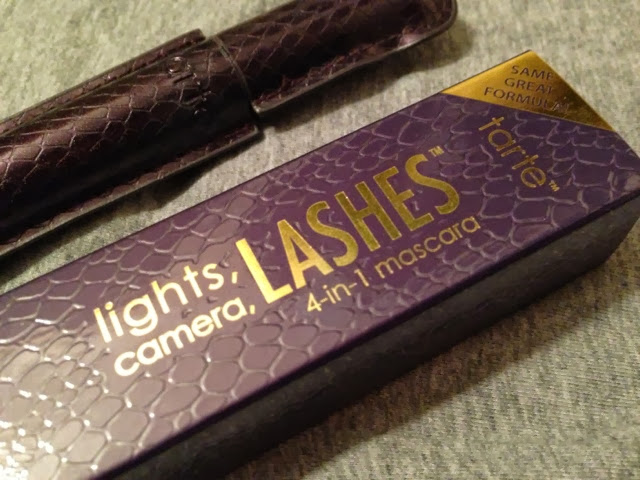 SAME
GREAT
FORMULA!
tarte™
lights,
camera,
LASHES™
4-in-1 mascara